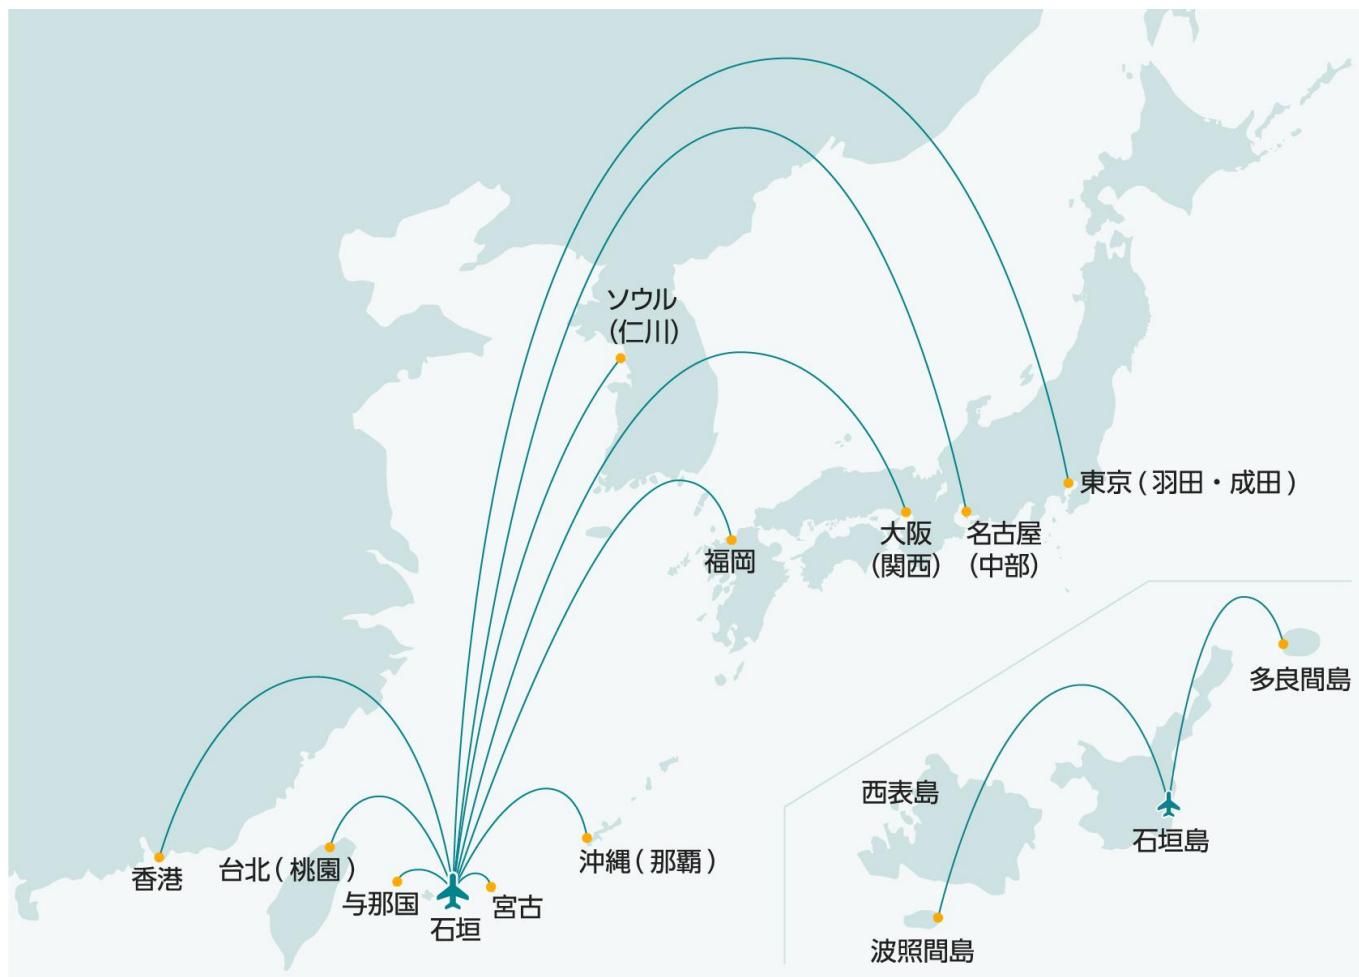 ソウル
(仁川)
東京(羽田・成田)
大阪
(関西)
名古屋
(中部)
福岡
多良間島
西表島
石垣島
沖縄(那覇)
台北(桃園)
香港
与那国
宮古
石垣
波照間島